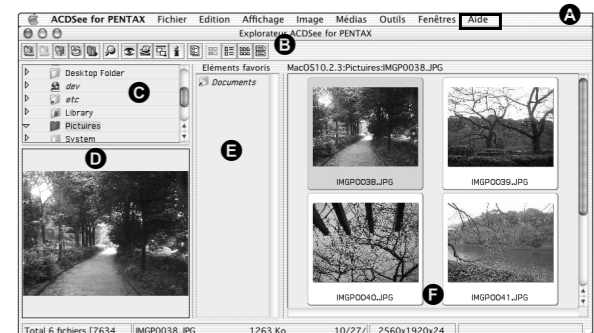 ACDSee for PENTAX Fichier Edition Affichage Image Médias Outils Fenêtres Aide
A
Explorateur ACDSee for PENTAX
B
Eléments favoris
MacOS10.2.3:Pictuires:IMGP0038.JPG
Desktop Folder
dev
etc
Library
Pictuires
System
C
Documents
D
E
IMGP0038.JPG
IMGP0039.JPG
IMGP0040.JPG
IMGP0041.JPG
F
Total 6 fichiers [7634
IMGP0038.JPG
1263 Ko
10/27/
2560x1920x24